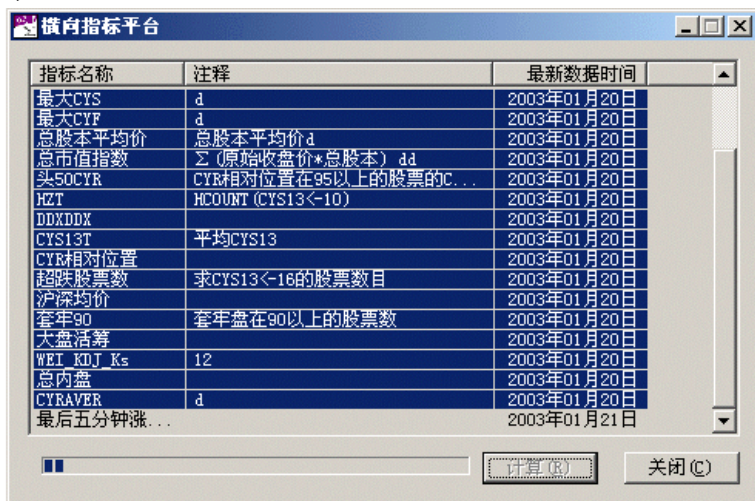 横向指标平台
指标名称 注释 最新数据时间
最大CYS d 2003年01月20日
最大CYF d 2003年01月20日
总股本平均价 总股本平均价d 2003年01月20日
总市值指数 Σ(原始收盘价*总股本) dd 2003年01月20日
头50CYR CYR相对位置在95以上的股票的C... 2003年01月20日
HZT HCOUNT(CYS13<-10) 2003年01月20日
DDXDDX 2003年01月20日
CYS13T 平均CYS13 2003年01月20日
CYR相对位置 2003年01月20日
超跌股票数 求CYS13<-16的股票数目 2003年01月20日
沪深均价 2003年01月20日
套牢90 套牢盘在90以上的股票数 2003年01月20日
大盘活筹 2003年01月20日
WEI_KDJ_Ks 12 2003年01月20日
总内盘 2003年01月20日
CYRAVER d 2003年01月20日
最后五分钟涨... 2003年01月21日
计算(R) 关闭(C)